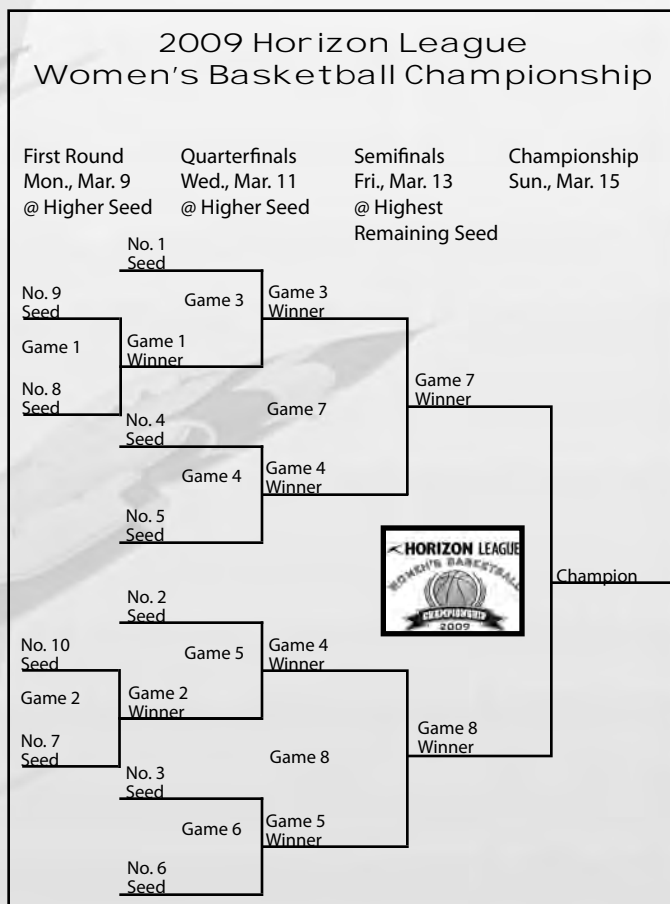 2009 Horizon League
Women's Basketball Championship
First Round
Mon., Mar. 9
@ Higher Seed
Quarterfinals
Wed., Mar. 11
@ Higher Seed
Semifinals
Fri., Mar. 13
@ Highest
Remaining Seed
Championship
Sun., Mar. 15
No. 1
Seed
No. 9
Seed
Game 3
Game 3
Winner
Game 1
Game 1
Winner
No. 8
Seed
Game 7
Winner
No. 4
Seed
Game 7
Game 4
Game 4
Winner
No. 5
Seed
HORIZON LEAGUE
WOMEN'S BASKETBALL
CHAMPIONSHIP
2009
Champion
No. 2
Seed
No. 10
Seed
Game 5
Game 4
Winner
Game 2
Game 2
Winner
No. 7
Seed
Game 8
Winner
Game 8
No. 3
Seed
Game 6
Game 5
Winner
No. 6
Seed